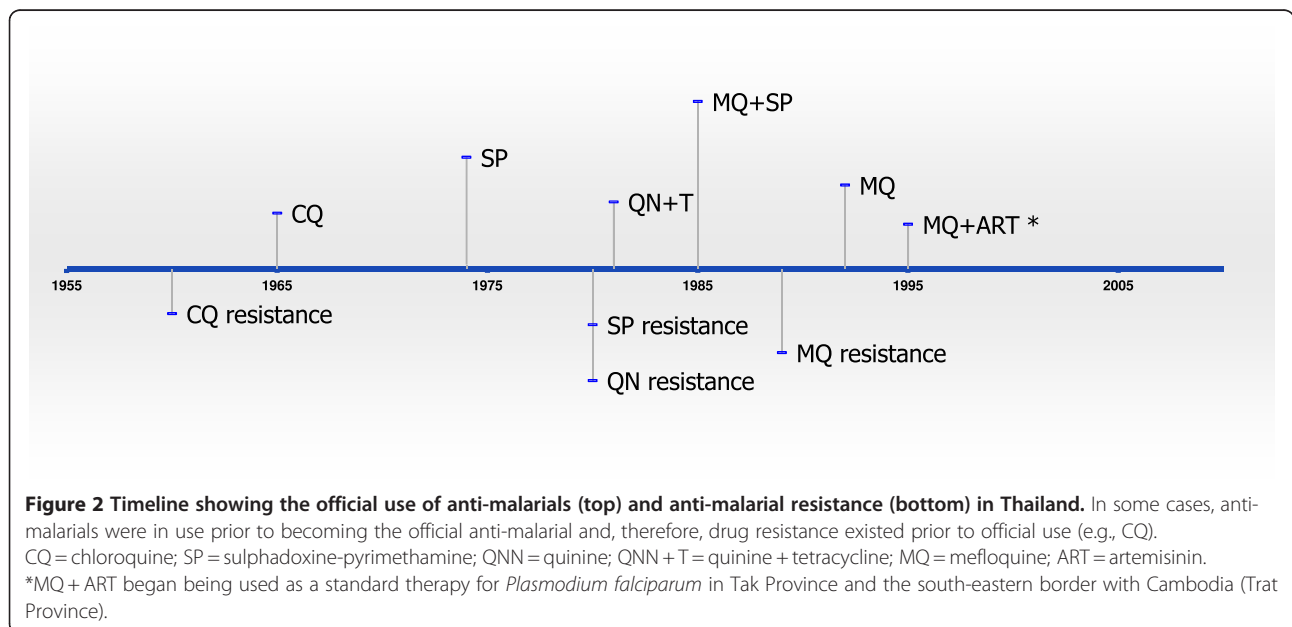 MQ+SP
SP
MQ
QN+T
CQ
MQ+ART *
1955 1965 1975 1985 1995 2005
CQ resistance
SP resistance
MQ resistance
QN resistance
Figure 2 Timeline showing the official use of anti-malarials (top) and anti-malarial resistance (bottom) in Thailand. In some cases, anti-
malarials were in use prior to becoming the official anti-malarial and, therefore, drug resistance existed prior to official use (e.g., CQ).
CQ = chloroquine; SP = sulphadoxine-pyrimethamine; QNN = quinine; QNN + T = quinine + tetracycline; MQ = mefloquine; ART = artemisinin.
*MQ + ART began being used as a standard therapy for Plasmodium falciparum in Tak Province and the south-eastern border with Cambodia (Trat
Province).